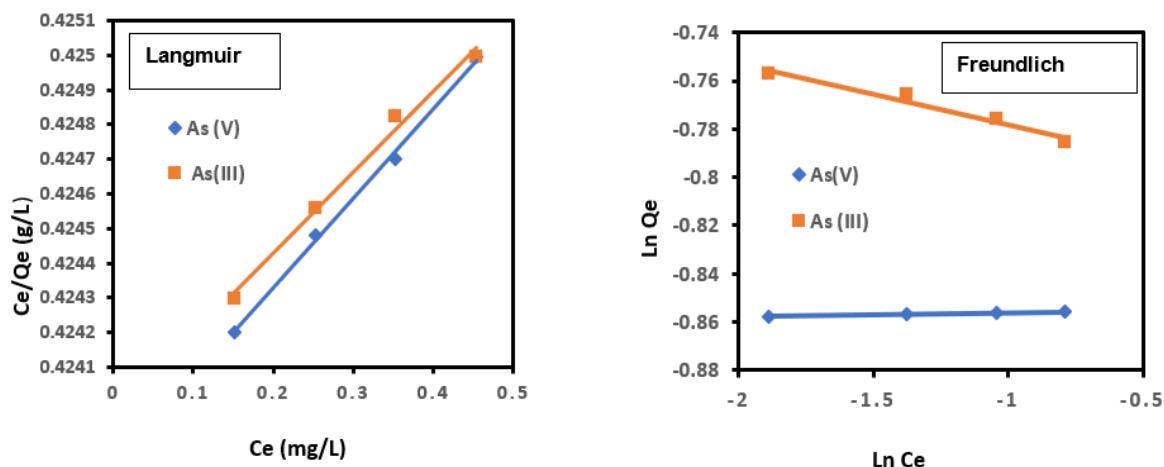 Langmuir
Ce/Qe (g/L)
0.4251
0.425
0.4249
0.4248
0.4247
0.4246
0.4245
0.4244
0.4243
0.4242
0.4241
As (V)
As(III)
0
0.1
0.2
0.3
0.4
0.5
Ce (mg/L)
Freundlich
Ln Qe
-0.74
-0.76
-0.78
-0.8
-0.82
-0.84
-0.86
-0.88
As(V)
As (III)
-2
-1.5
-1
-0.5
Ln Ce